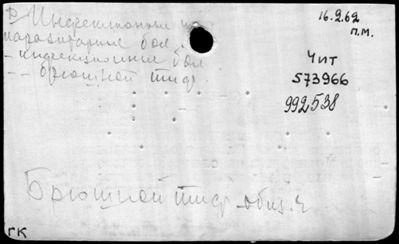 Р Инфекционные и
паразитарные бол.
– инфекционные бол.
– – брюшной тиф.
16.2.62
п.м.
Чит
573966
992538
Брюшной тиф – общ. ч
ГК